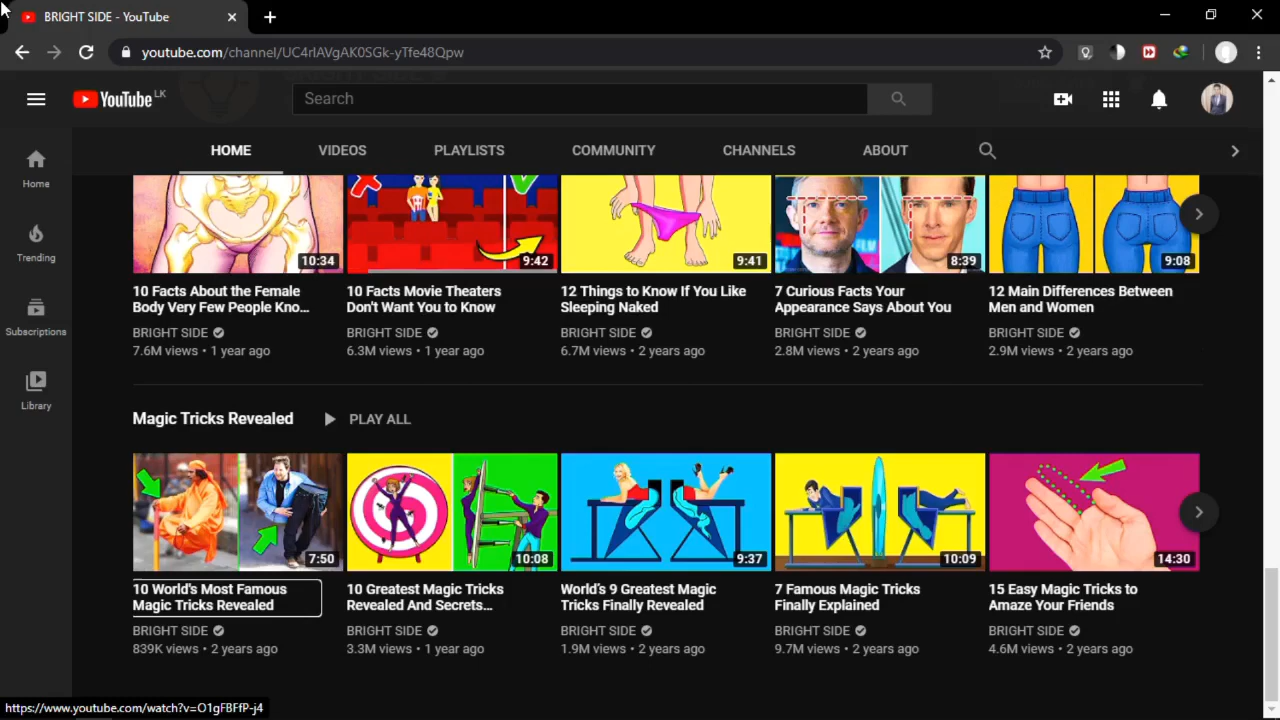 BRIGHT SIDE - YouTube
youtube.com/channel/UC4rlAVgAK0SGk-yTfe48Qpw
YouTube LK
Search
HOME VIDEOS PLAYLISTS COMMUNITY CHANNELS ABOUT
Home
Trending
Subscriptions
Library
10:34 9:42 9:41 8:39 9:08
10 Facts About the Female
Body Very Few People Kno...
BRIGHT SIDE
7.6M views • 1 year ago
10 Facts Movie Theaters
Don't Want You to Know
BRIGHT SIDE
6.3M views • 1 year ago
12 Things to Know If You Like
Sleeping Naked
BRIGHT SIDE
6.7M views • 2 years ago
7 Curious Facts Your
Appearance Says About You
BRIGHT SIDE
2.8M views • 2 years ago
12 Main Differences Between
Men and Women
BRIGHT SIDE
2.9M views • 2 years ago
Magic Tricks Revealed PLAY ALL
7:50 10:08 9:37 10:09 14:30
10 World's Most Famous
Magic Tricks Revealed
BRIGHT SIDE
839K views • 2 years ago
10 Greatest Magic Tricks
Revealed And Secrets...
BRIGHT SIDE
3.3M views • 1 year ago
World's 9 Greatest Magic
Tricks Finally Revealed
BRIGHT SIDE
1.9M views • 2 years ago
7 Famous Magic Tricks
Finally Explained
BRIGHT SIDE
9.7M views • 2 years ago
15 Easy Magic Tricks to
Amaze Your Friends
BRIGHT SIDE
4.6M views • 2 years ago
https://www.youtube.com/watch?v=O1gFBFfP-j4